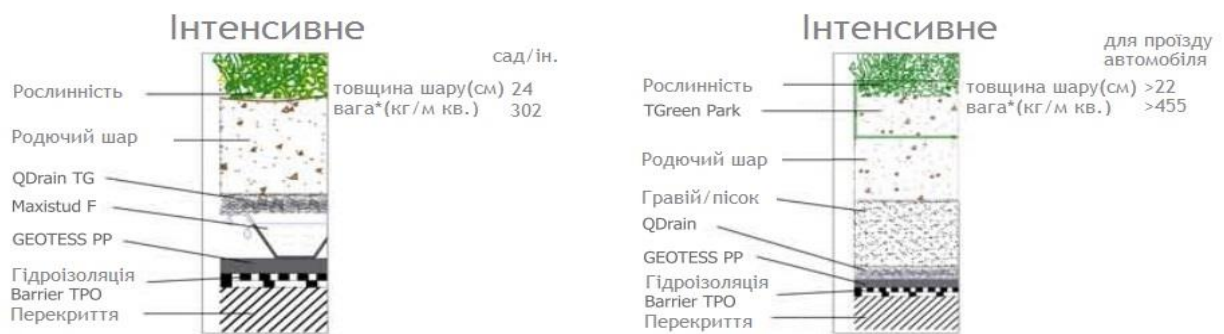 Інтенсивне
сад/ін.
Рослинність
товщина шару(см) 24
вага*(кг/м кв.) 302
Родючий шар
QDrain TG
Maxistud F
GEOTESS PP
Гідроізоляція
Barrier TPO
Перекриття
Інтенсивне
для проїзду
автомобіля
Рослинність
товщина шару(см) >22
TGreen Park
вага*(кг/м кв.) >455
Родючий шар
Гравій/пісок
QDrain
GEOTESS PP
Гідроізоляція
Barrier TPO
Перекриття